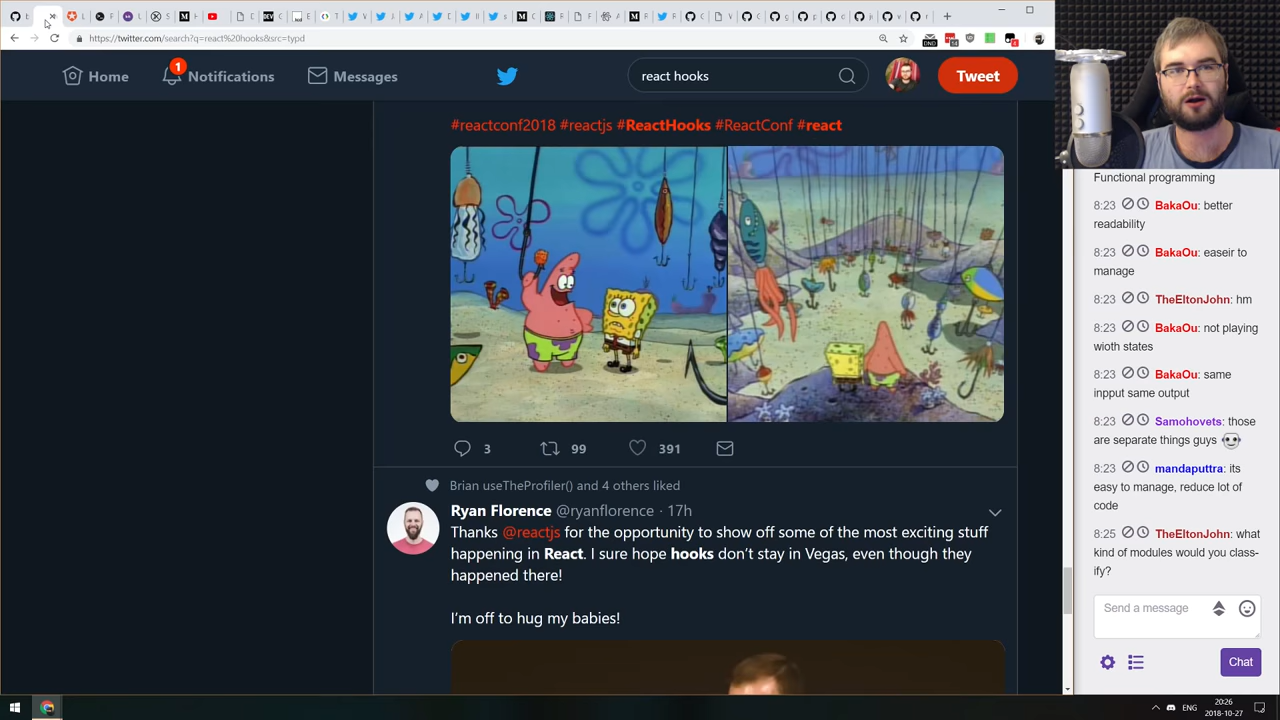 https://twitter.com/search?q=react%20hooks&src=typd
DND
54
4
Home
1
Notifications
Messages
react hooks
Tweet
#reactconf2018 #reactjs #ReactHooks #ReactConf #react
3
99
391
Brian useTheProfiler() and 4 others liked
Ryan Florence @ryanflorence · 17h
Thanks @reactjs for the opportunity to show off some of the most exciting stuff
happening in React. I sure hope hooks don't stay in Vegas, even though they
happened there!
I'm off to hug my babies!
Functional programming
8:23 BakaOu: better
readability
8:23 BakaOu: easeir to
manage
8:23 TheEltonJohn: hm
8:23 BakaOu: not playing
wioth states
8:23 BakaOu: same
inpput same output
8:23 Samohovets: those
are separate things guys
8:23 mandaputtra: its
easy to manage, reduce lot of
code
8:25 TheEltonJohn: what
kind of modules would you class-
ify?
Send a message
Chat
ENG
20:26
2018-10-27